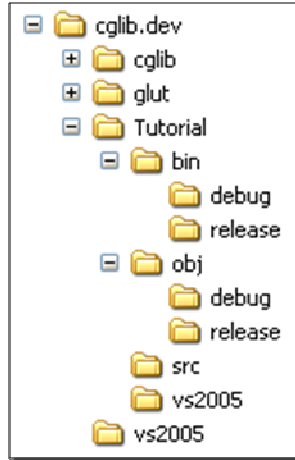 cglib.dev
cglib
glut
Tutorial
bin
debug
release
obj
debug
release
src
vs2005
vs2005